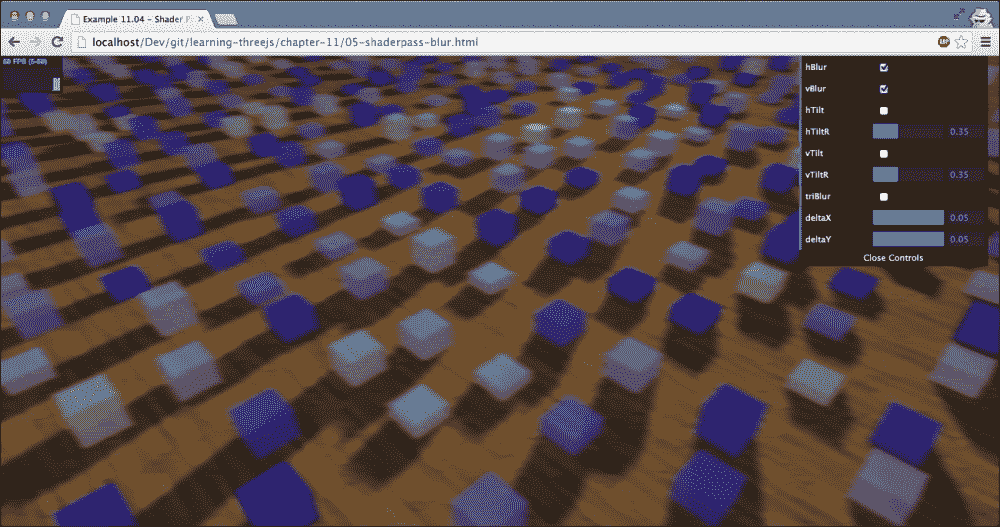 Example 11.04 - Shader P
localhost/Dev/git/learning-threejs/chapter-11/05-shaderpass-blur.html
60 FPS (5-60)
hBlur
vBlur
hTilt
hTiltR 0.35
vTilt
vTiltR 0.35
triBlur
deltaX 0.05
deltaY 0.05
Close Controls